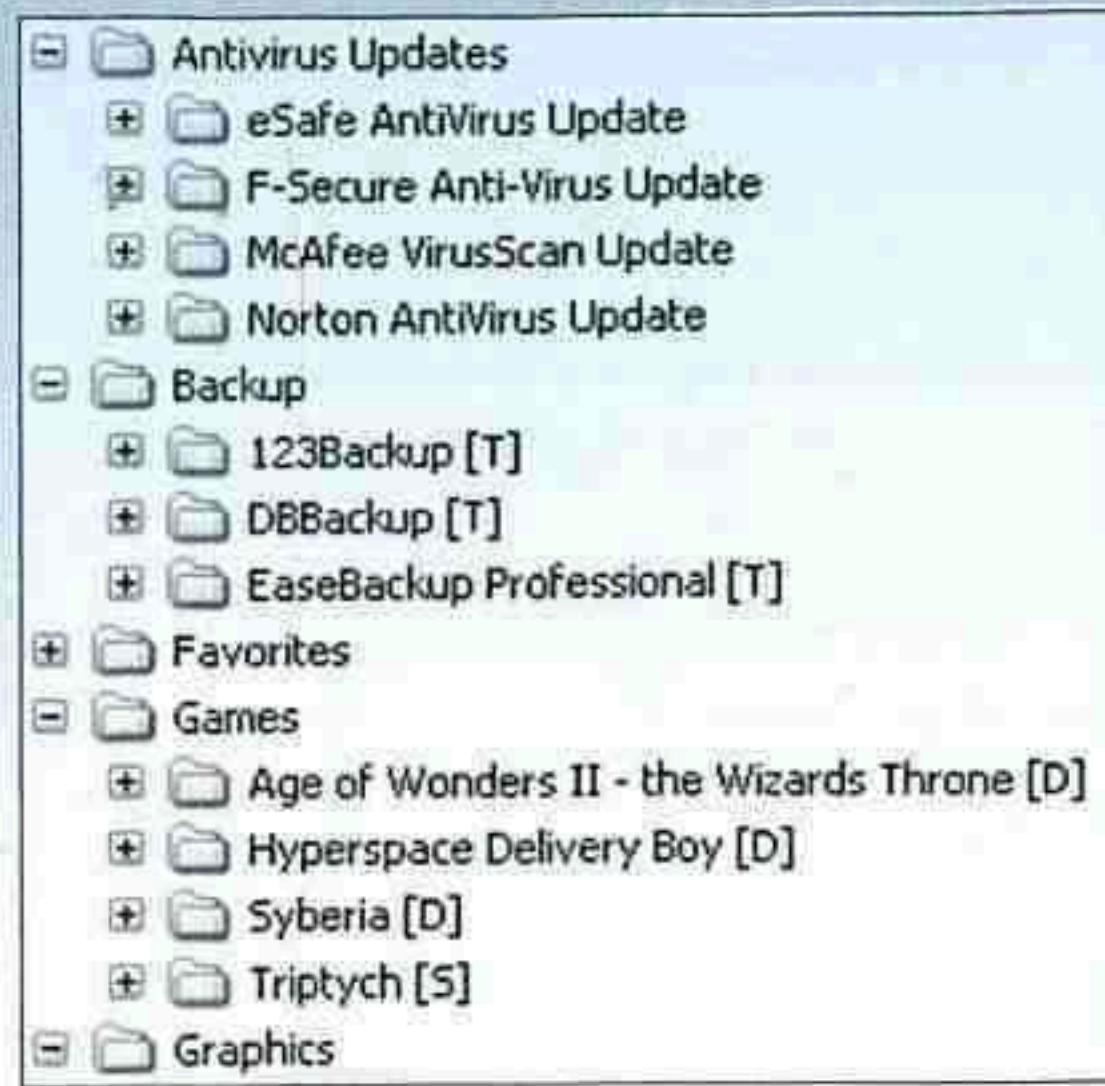 Antivirus Updates
eSafe AntiVirus Update
F-Secure Anti-Virus Update
McAfee VirusScan Update
Norton AntiVirus Update
Backup
123Backup [T]
DBBackup [T]
EaseBackup Professional [T]
Favorites
Games
Age of Wonders II - the Wizards Throne [D]
Hyperspace Delivery Boy [D]
Syberia [D]
Triptych [S]
Graphics